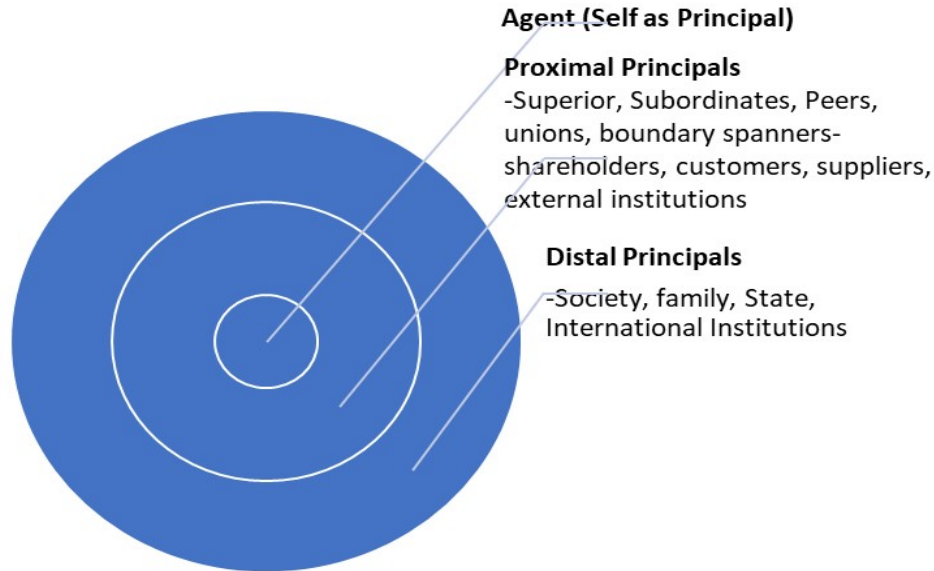 Agent (Self as Principal)
Proximal Principals
-Superior, Subordinates, Peers,
unions, boundary spanners-
shareholders, customers, suppliers,
external institutions
Distal Principals
-Society, family, State,
International Institutions